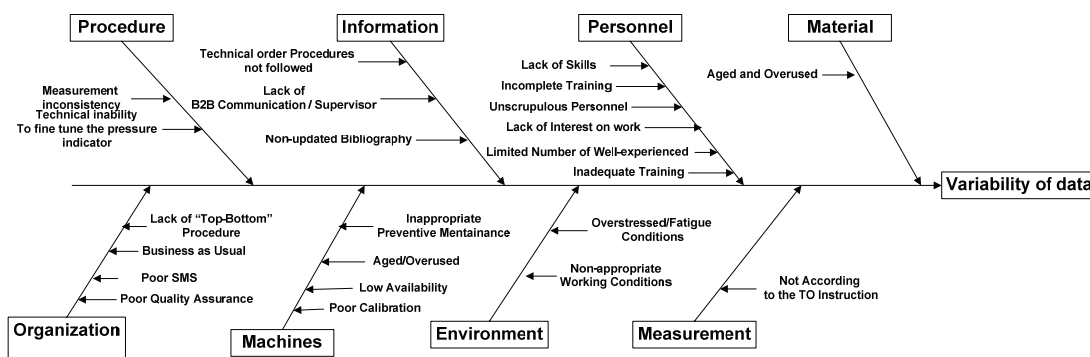 Procedure
Information
Personnel
Material
Measurement
inconsistency
Technical inability
To fine tune the pressure
indicator
Technical order Procedures
not followed
Lack of
B2B Communication / Supervisor
Non-updated Bibliography
Lack of Skills
Incomplete Training
Unscrupulous Personnel
Lack of Interest on work
Limited Number of Well-experienced
Inadequate Training
Aged and Overused
Variability of data
Lack of “Top-Bottom”
Procedure
Business as Usual
Poor SMS
Poor Quality Assurance
Inappropriate
Preventive Mentainance
Aged/Overused
Low Availability
Poor Calibration
Overstressed/Fatigue
Conditions
Non-appropriate
Working Conditions
Not According
to the TO Instruction
Organization
Machines
Environment
Measurement